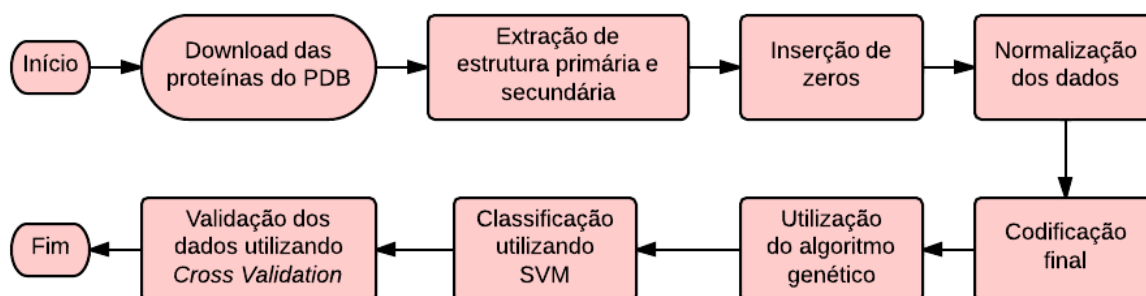 Início
Download das
proteínas do PDB
Extração de
estrutura primária e
secundária
Inserção de
zeros
Normalização
dos dados
Codificação
final
Utilização
do algoritmo
genético
Classificação
utilizando
SVM
Validação dos
dados utilizando
Cross Validation
Fim